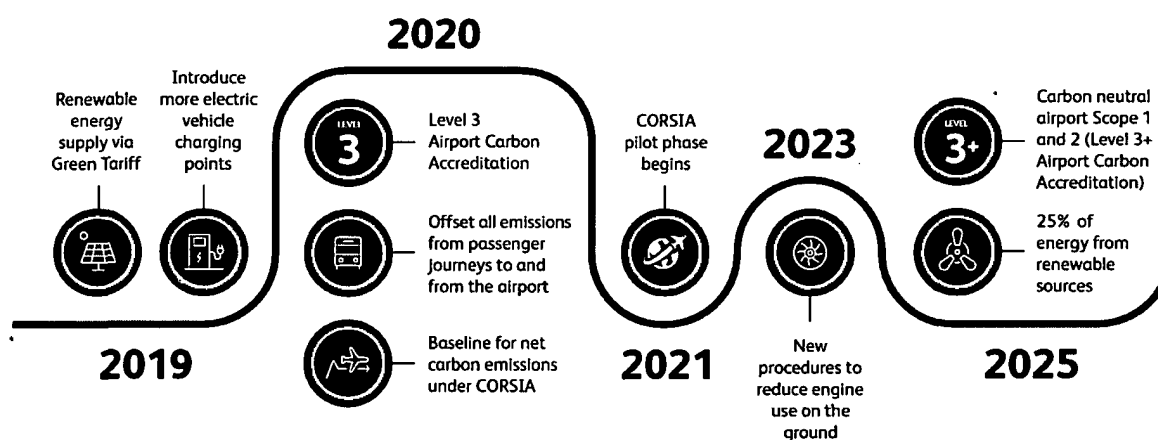 2019
Renewable
energy
supply via
Green Tariff
Introduce
more electric
vehicle
charging
points
2020
LEVEL
3
Level 3
Airport Carbon
Accreditation
Offset all emissions
from passenger
journeys to and
from the airport
Baseline for net
carbon emissions
under CORSIA
CORSIA
pilot phase
begins
2021
2023
New
procedures to
reduce engine
use on the
ground
LEVEL
3+
Carbon neutral
airport Scope 1
and 2 (Level 3+
Airport Carbon
Accreditation)
25% of
energy from
renewable
sources
2025